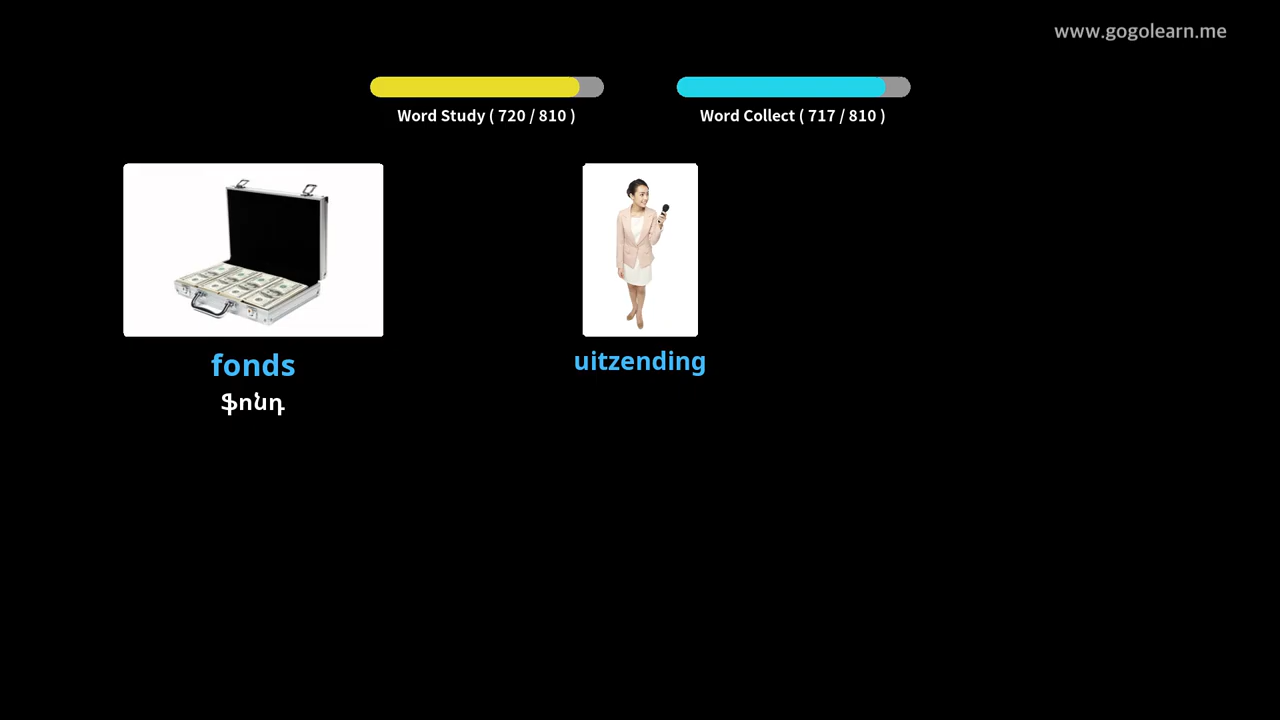 www.gogolearn.me
Word Study ( 720 / 810 )
Word Collect ( 717 / 810 )
fonds
ֆոնդ
uitzending